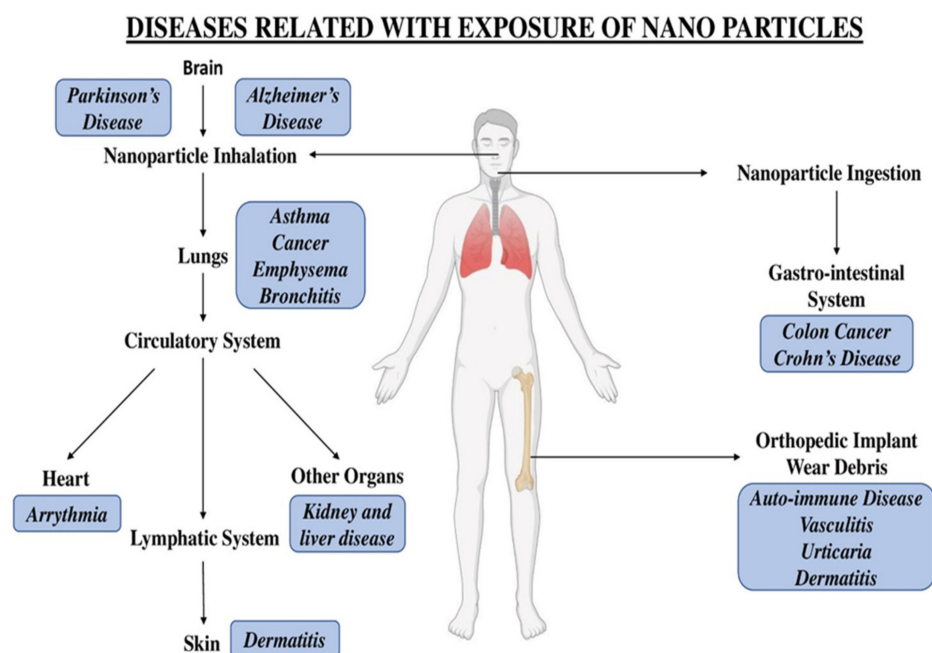 DISEASES RELATED WITH EXPOSURE OF NANO PARTICLES
Brain
Parkinson's
Disease
Alzheimer's
Disease
Nanoparticle Inhalation
Lungs
Asthma
Cancer
Emphysema
Bronchitis
Circulatory System
Heart
Arrythmia
Other Organs
Kidney and
liver disease
Lymphatic System
Skin
Dermatitis
Nanoparticle Ingestion
Gastro-intestinal
System
Colon Cancer
Crohn's Disease
Orthopedic Implant
Wear Debris
Auto-immune Disease
Vasculitis
Urticaria
Dermatitis